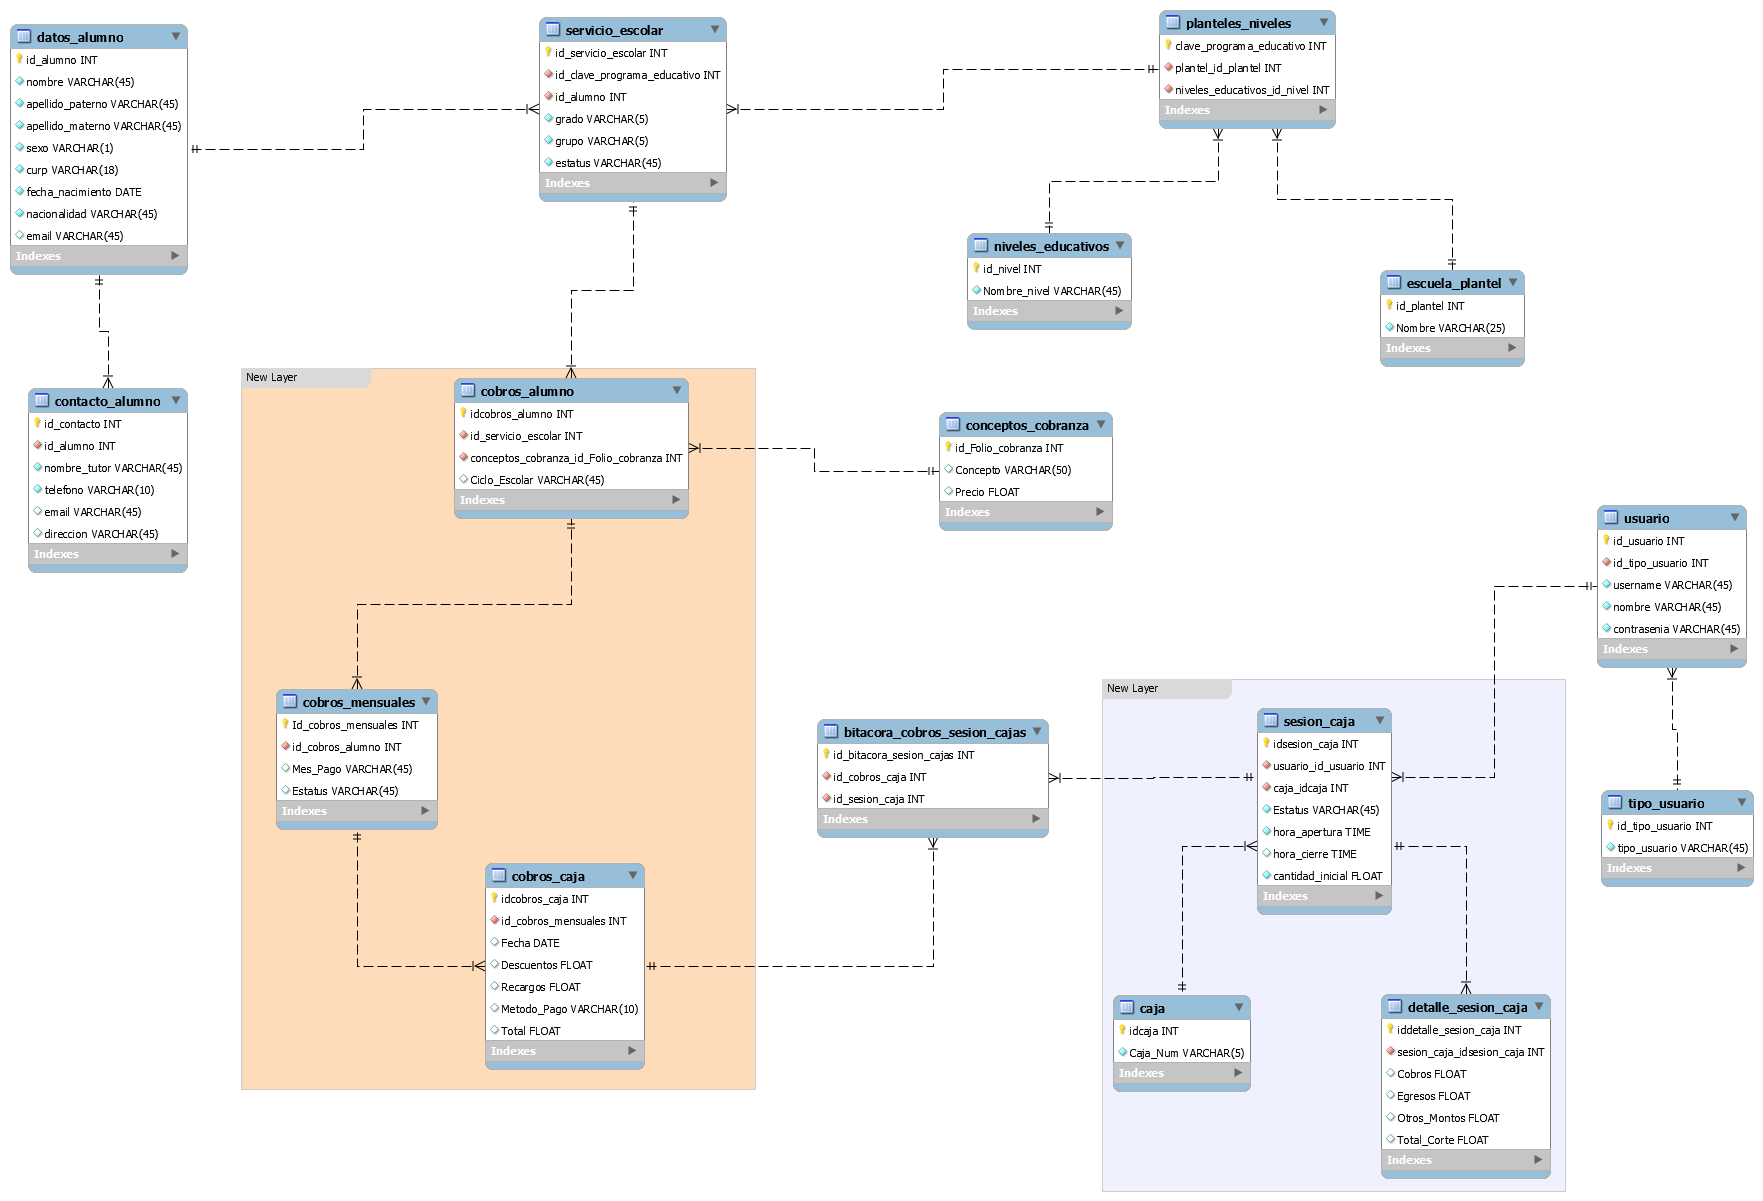 datos_alumno
id_alumno INT
nombre VARCHAR(45)
apellido_paterno VARCHAR(45)
apellido_materno VARCHAR(45)
sexo VARCHAR(1)
curp VARCHAR(18)
fecha_nacimiento DATE
nacionalidad VARCHAR(45)
email VARCHAR(45)
Indexes
servicio_escolar
id_servicio_escolar INT
id_clave_programa_educativo INT
id_alumno INT
grado VARCHAR(5)
grupo VARCHAR(5)
estatus VARCHAR(45)
Indexes
planteles_niveles
clave_programa_educativo INT
plantel_id_plantel INT
niveles_educativos_id_nivel INT
Indexes
niveles_educativos
id_nivel INT
Nombre_nivel VARCHAR(45)
Indexes
escuela_plantel
id_plantel INT
Nombre VARCHAR(25)
Indexes
contacto_alumno
id_contacto INT
id_alumno INT
nombre_tutor VARCHAR(45)
telefono VARCHAR(10)
email VARCHAR(45)
direccion VARCHAR(45)
Indexes
New Layer
cobros_alumno
idcobros_alumno INT
id_servicio_escolar INT
conceptos_cobranza_id_Folio_cobranza INT
Ciclo_Escolar VARCHAR(45)
Indexes
conceptos_cobranza
id_Folio_cobranza INT
Concepto VARCHAR(50)
Precio FLOAT
Indexes
usuario
id_usuario INT
id_tipo_usuario INT
username VARCHAR(45)
nombre VARCHAR(45)
contrasenia VARCHAR(45)
Indexes
cobros_mensuales
Id_cobros_mensuales INT
id_cobros_alumno INT
Mes_Pago VARCHAR(45)
Estatus VARCHAR(45)
Indexes
bitacora_cobros_sesion_cajas
id_bitacora_sesion_cajas INT
id_cobros_caja INT
id_sesion_caja INT
Indexes
New Layer
sesion_caja
idsesion_caja INT
usuario_id_usuario INT
caja_idcaja INT
Estatus VARCHAR(45)
hora_apertura TIME
hora_cierre TIME
cantidad_inicial FLOAT
Indexes
tipo_usuario
id_tipo_usuario INT
tipo_usuario VARCHAR(45)
Indexes
cobros_caja
idcobros_caja INT
id_cobros_mensuales INT
Fecha DATE
Descuentos FLOAT
Recargos FLOAT
Metodo_Pago VARCHAR(10)
Total FLOAT
Indexes
caja
idcaja INT
Caja_Num VARCHAR(5)
Indexes
detalle_sesion_caja
iddetalle_sesion_caja INT
sesion_caja_idsesion_caja INT
Cobros FLOAT
Egresos FLOAT
Otros_Montos FLOAT
Total_Corte FLOAT
Indexes